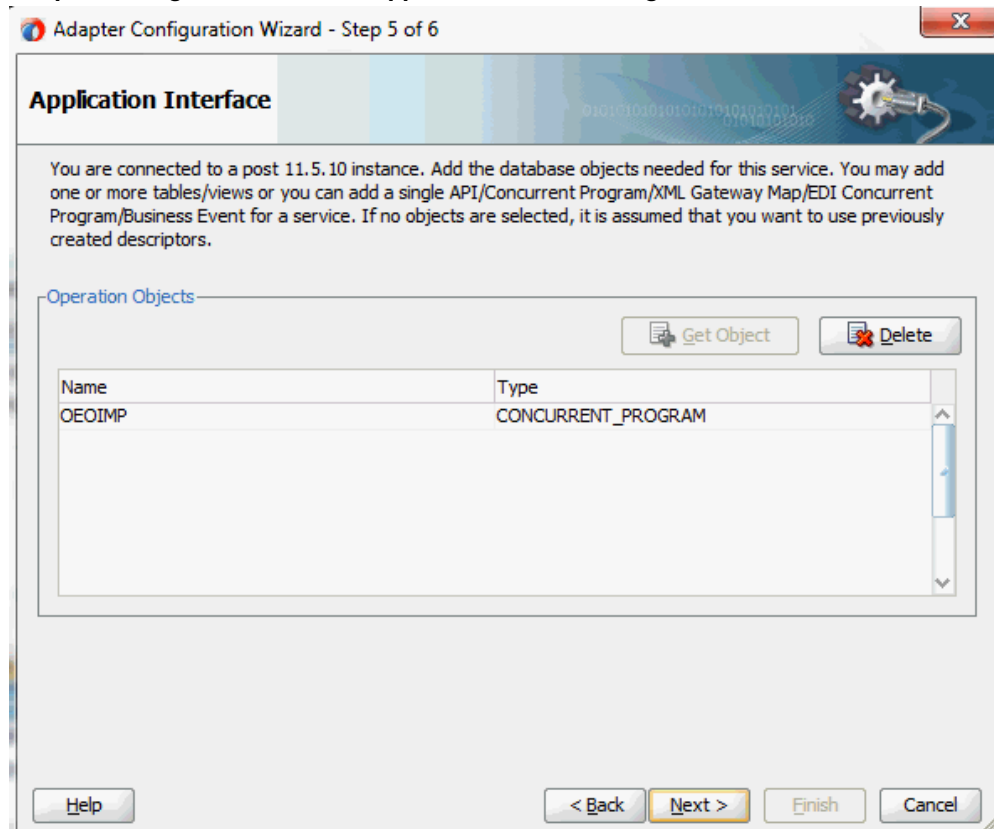 Adapter Configuration Wizard - Step 5 of 6
x
Application Interface
You are connected to a post 11.5.10 instance. Add the database objects needed for this service. You may add
one or more tables/views or you can add a single API/Concurrent Program/XML Gateway Map/EDI Concurrent
Program/Business Event for a service. If no objects are selected, it is assumed that you want to use previously
created descriptors.
Operation Objects
Get Object Delete
Name Type
OEOIMP CONCURRENT_PROGRAM
Help < Back Next > Finish Cancel